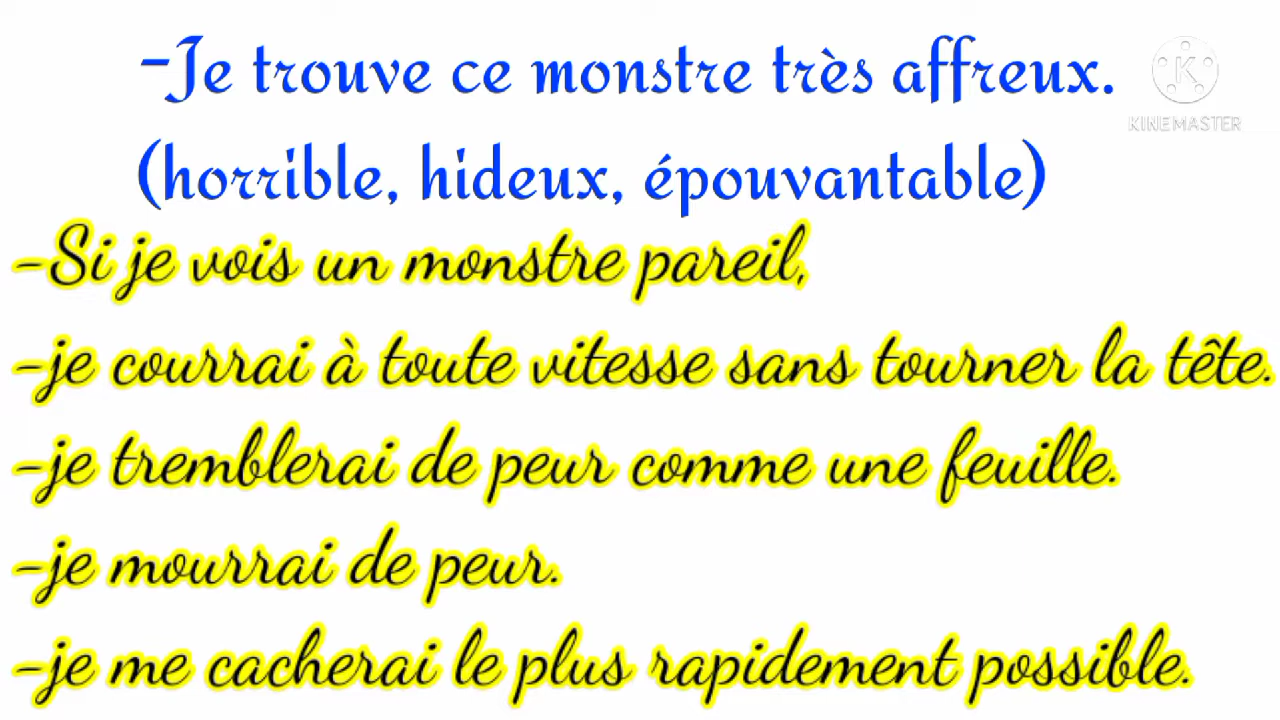 -Je trouve ce monstre très affreux.
K
KINEMASTER
(horrible, hideux, épouvantable)
-Si je vois un monstre pareil,
-je courrai à toute vitesse sans tourner la tête.
-je tremblerai de peur comme une feuille.
-je mourrai de peur.
-je me cacherai le plus rapidement possible.